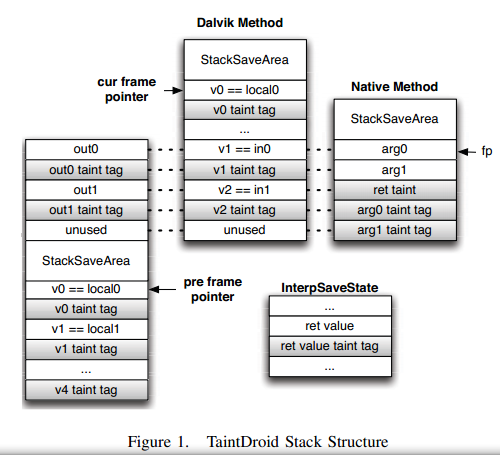 Dalvik Method
StackSaveArea
cur frame
pointer
v0 == local0
v0 taint tag
...
v1 == in0
v1 taint tag
v2 == in1
v2 taint tag
unused
Native Method
StackSaveArea
arg0
fp
arg1
ret taint
arg0 taint tag
arg1 taint tag
out0
out0 taint tag
out1
out1 taint tag
unused
StackSaveArea
pre frame
pointer
v0 == local0
v0 taint tag
v1 == local1
v1 taint tag
...
v4 taint tag
InterpSaveState
...
ret value
ret value taint tag
...
Figure 1. TaintDroid Stack Structure